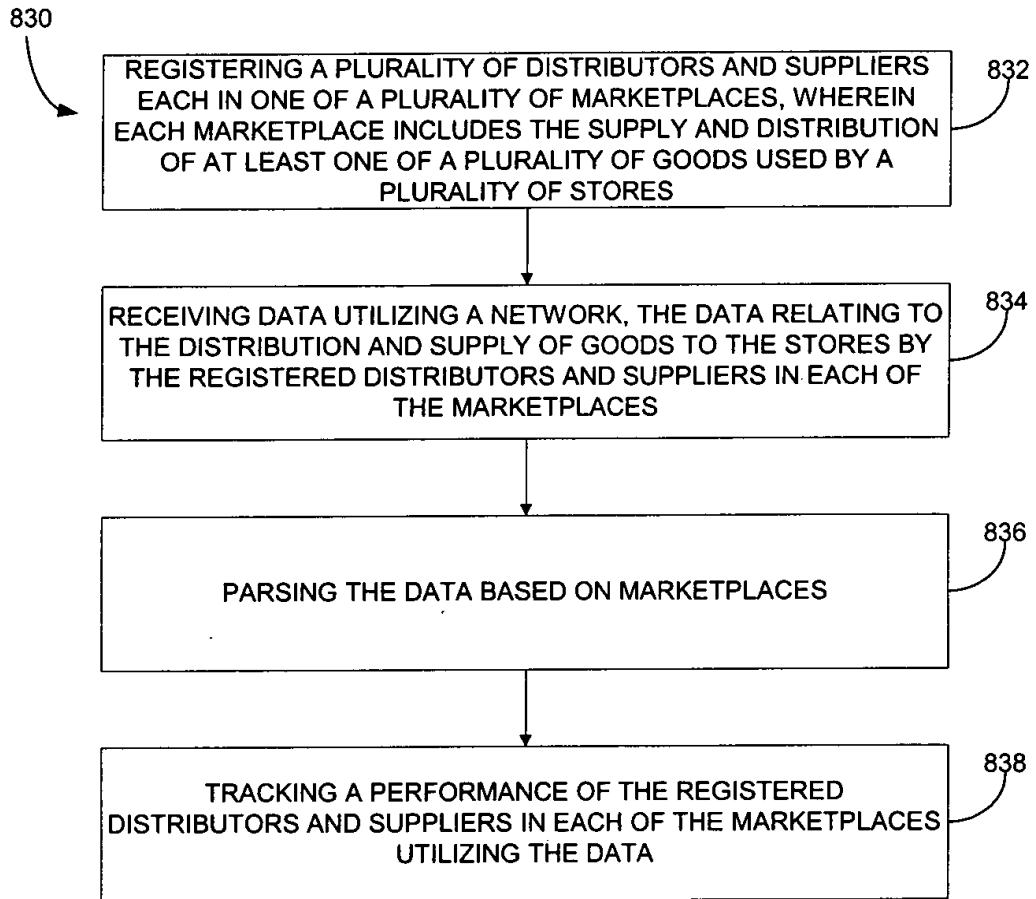 830
REGISTERING A PLURALITY OF DISTRIBUTORS AND SUPPLIERS
EACH IN ONE OF A PLURALITY OF MARKETPLACES, WHEREIN
EACH MARKETPLACE INCLUDES THE SUPPLY AND DISTRIBUTION
OF AT LEAST ONE OF A PLURALITY OF GOODS USED BY A
PLURALITY OF STORES
832
RECEIVING DATA UTILIZING A NETWORK, THE DATA RELATING TO
THE DISTRIBUTION AND SUPPLY OF GOODS TO THE STORES BY
THE REGISTERED DISTRIBUTORS AND SUPPLIERS IN EACH OF
THE MARKETPLACES
834
PARSING THE DATA BASED ON MARKETPLACES
836
TRACKING A PERFORMANCE OF THE REGISTERED
DISTRIBUTORS AND SUPPLIERS IN EACH OF THE MARKETPLACES
UTILIZING THE DATA
838